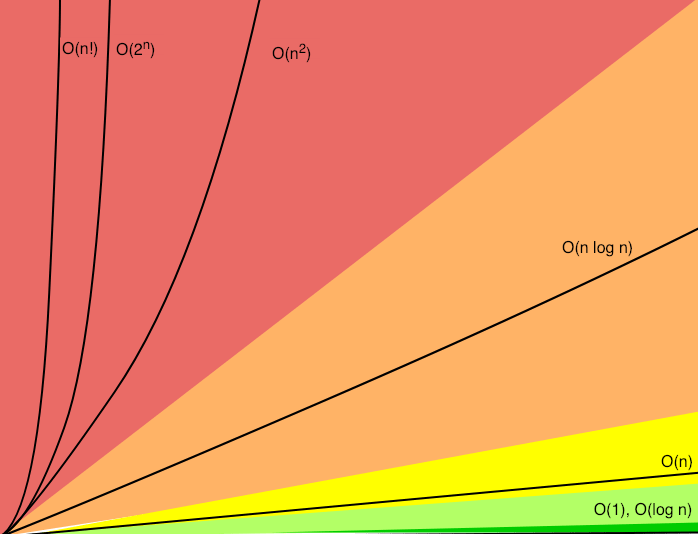 O(n!)
O(2ⁿ)
O(n²)
O(n log n)
O(n)
O(1), O(log n)